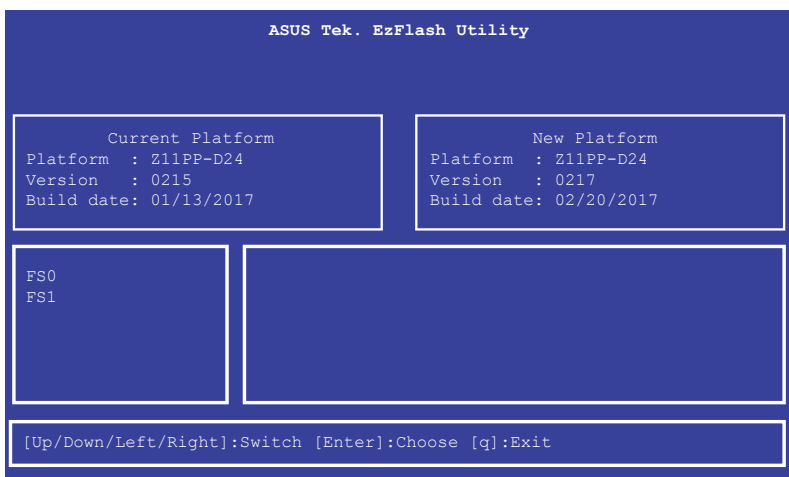 ASUS Tek. EzFlash Utility
Current Platform
Platform : Z11PP-D24
Version : 0215
Build date: 01/13/2017
New Platform
Platform : Z11PP-D24
Version : 0217
Build date: 02/20/2017
FS0
FS1
[Up/Down/Left/Right]:Switch [Enter]:Choose [q]:Exit